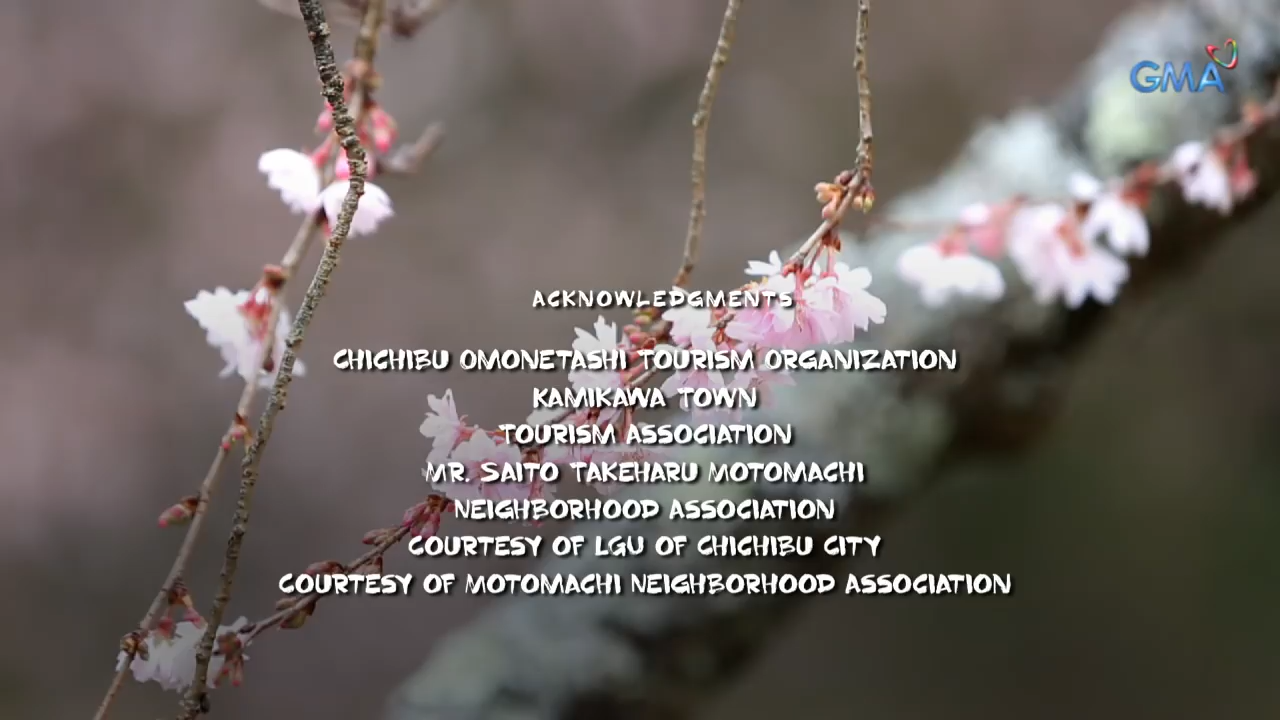 GMA
ACKNOWLEDGMENTS
CHICHIBU OMONETASHI TOURISM ORGANIZATION
KAMIKAWA TOWN
TOURISM ASSOCIATION
MR. SAITO TAKEHARU MOTOMACHI
NEIGHBORHOOD ASSOCIATION
COURTESY OF LGU OF CHICHIBU CITY
COURTESY OF MOTOMACHI NEIGHBORHOOD ASSOCIATION